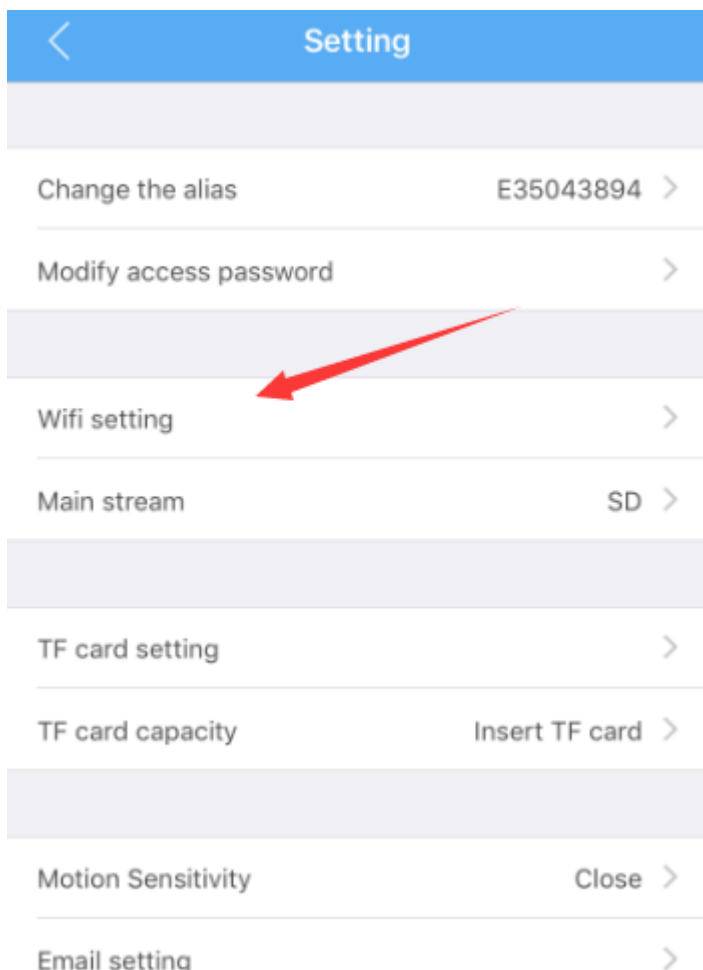 Setting
Change the alias E35043894
Modify access password
Wifi setting
Main stream SD
TF card setting
TF card capacity Insert TF card
Motion Sensitivity Close
Email setting